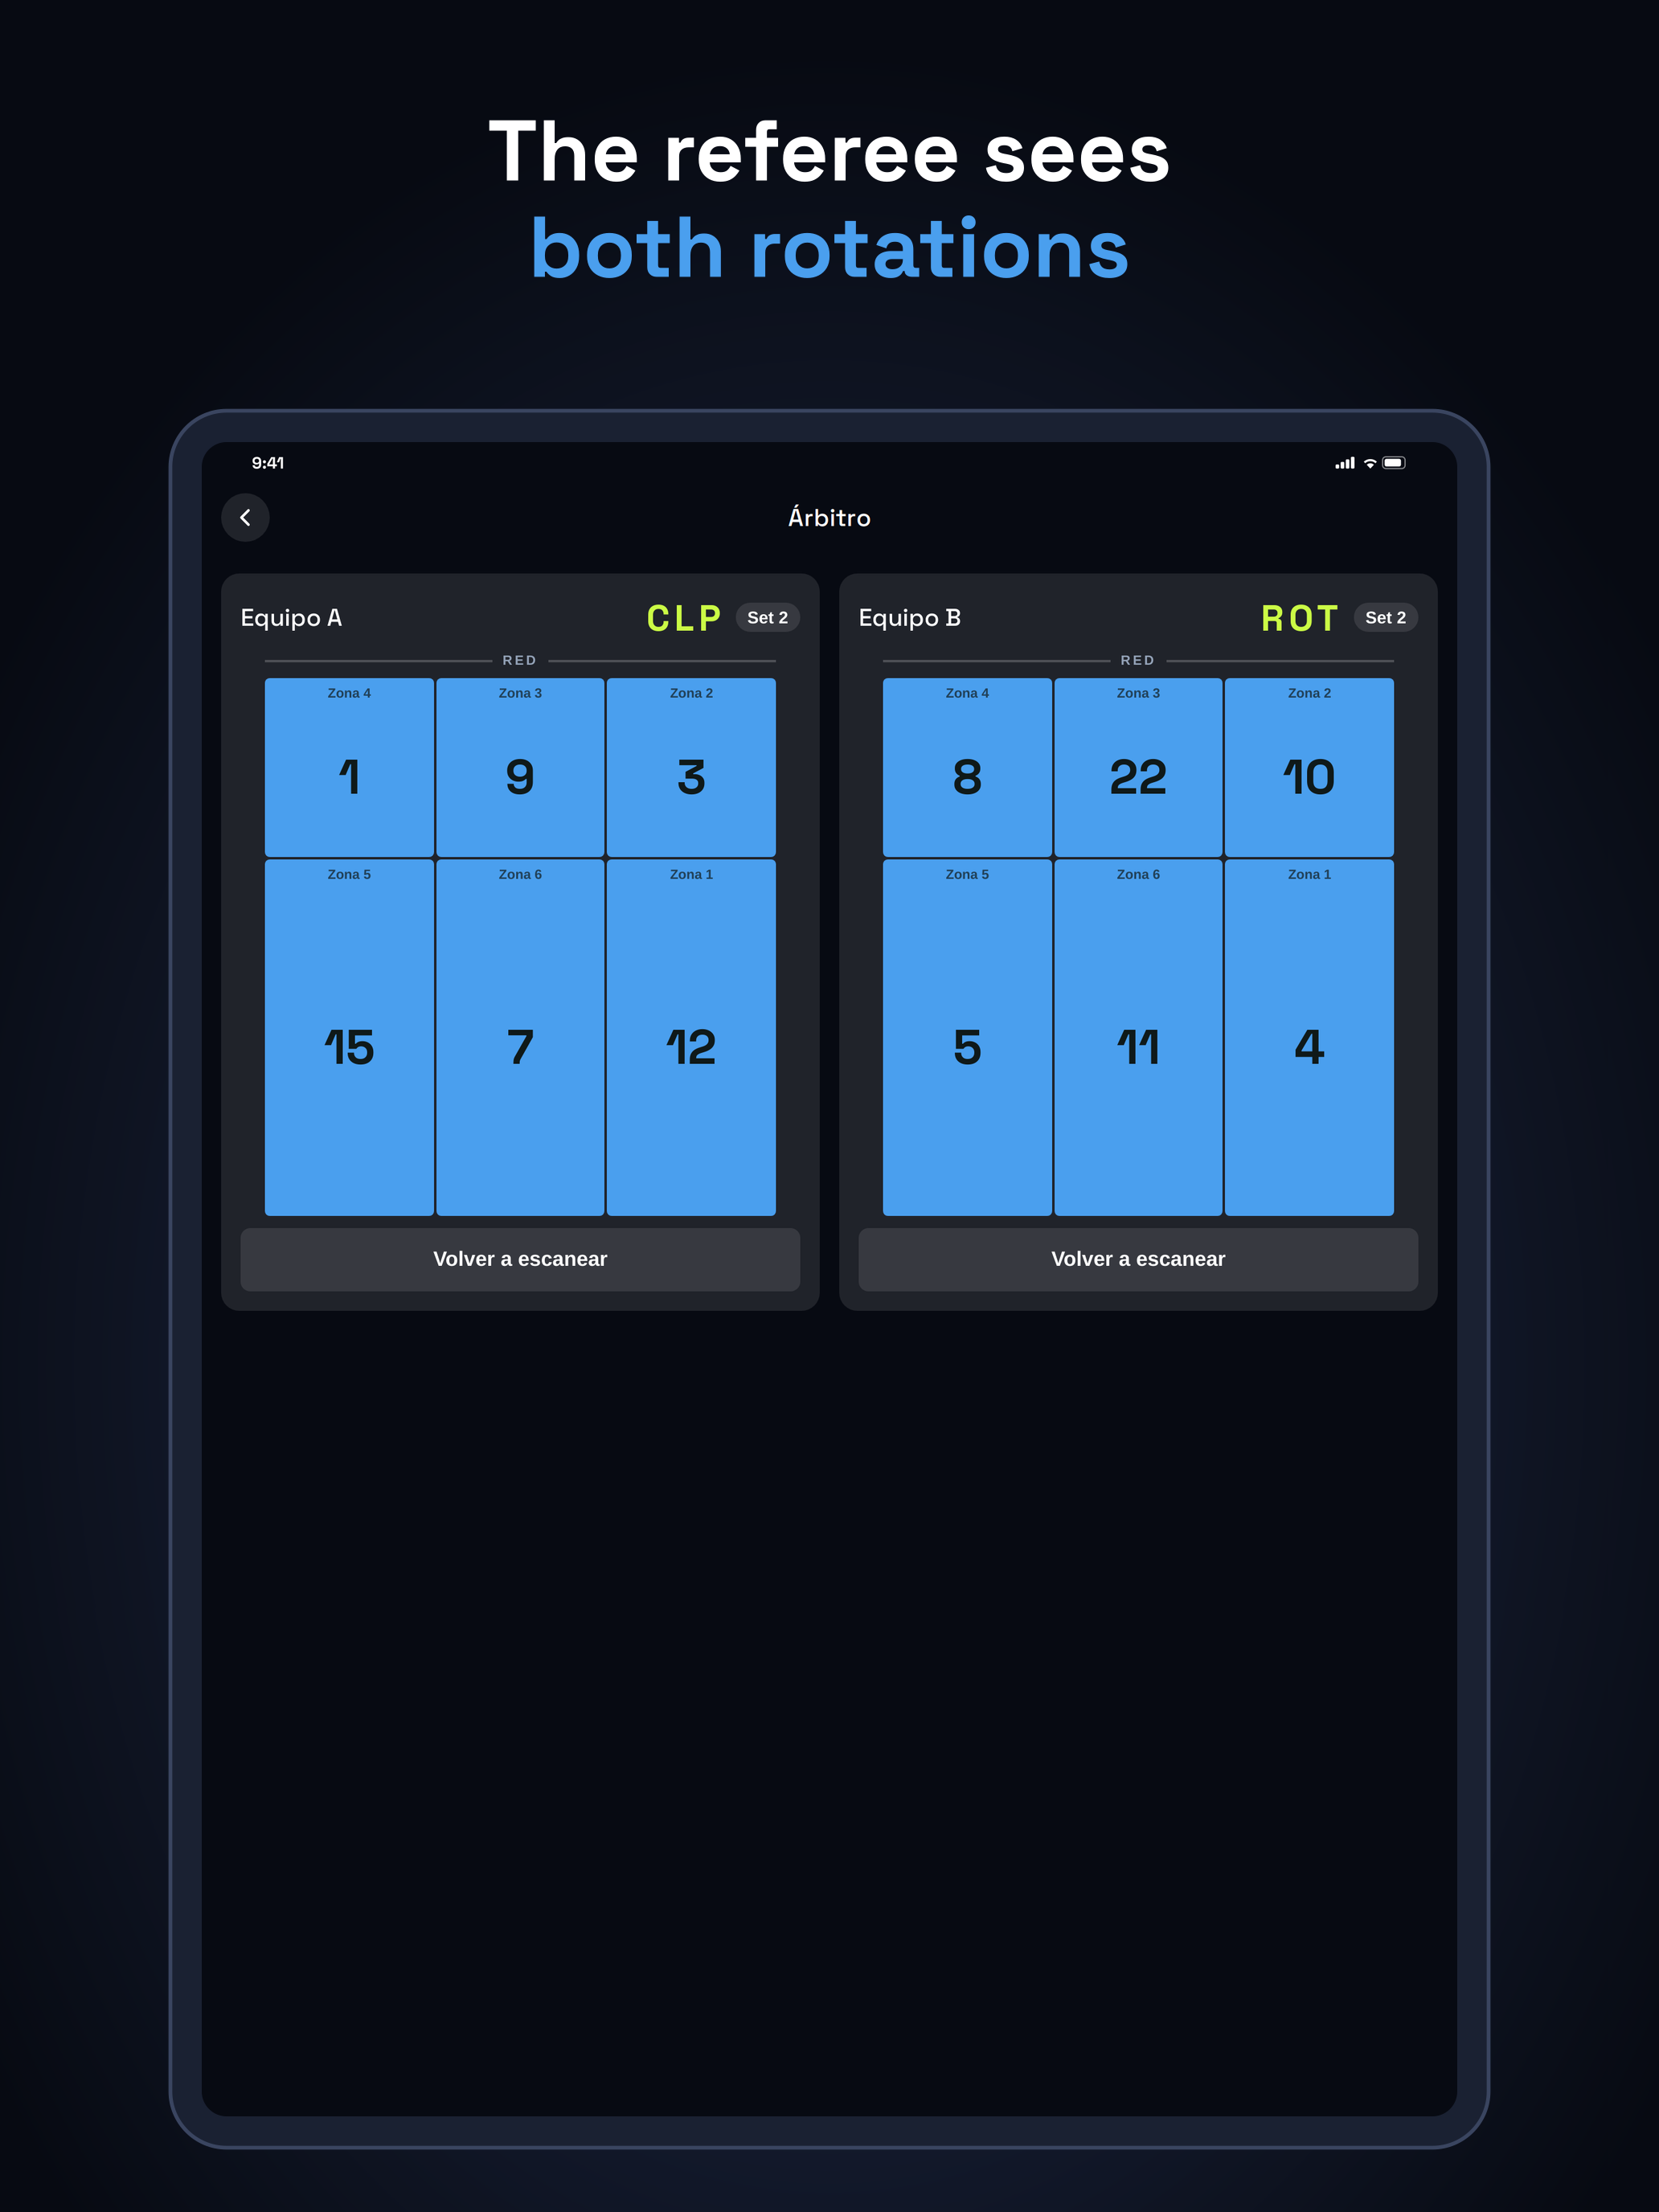 The referee sees
both rotations
9:41
Árbitro
Equipo A CLP Set 2
RED
Zona 4 Zona 3 Zona 2
1 9 3
Zona 5 Zona 6 Zona 1
15 7 12
Volver a escanear
Equipo B ROT Set 2
RED
Zona 4 Zona 3 Zona 2
8 22 10
Zona 5 Zona 6 Zona 1
5 11 4
Volver a escanear